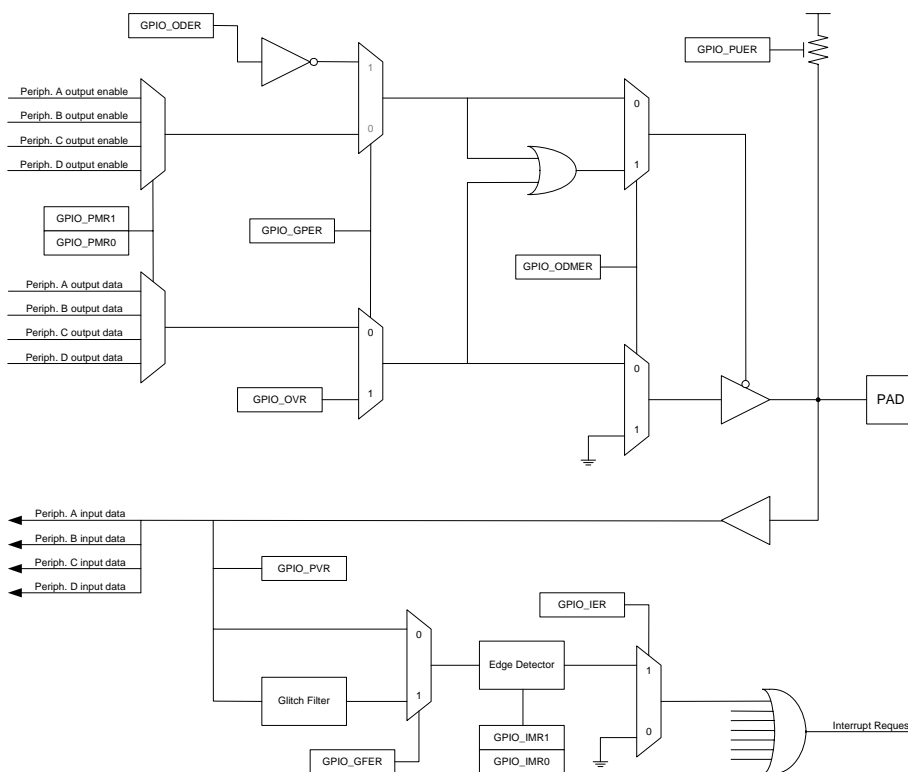 GPIO_ODER
GPIO_PUER
1
0
Periph. A output enable
Periph. B output enable
Periph. C output enable
Periph. D output enable
0
1
GPIO_PMR1
GPIO_PMR0
GPIO_GPER
GPIO_ODMER
Periph. A output data
Periph. B output data
Periph. C output data
Periph. D output data
0
1
GPIO_OVR
0
1
PAD
Periph. A input data
Periph. B input data
Periph. C input data
Periph. D input data
GPIO_PVR
GPIO_IER
0
1
Glitch Filter
Edge Detector
1
0
GPIO_GFER
GPIO_IMR1
GPIO_IMR0
Interrupt Reques